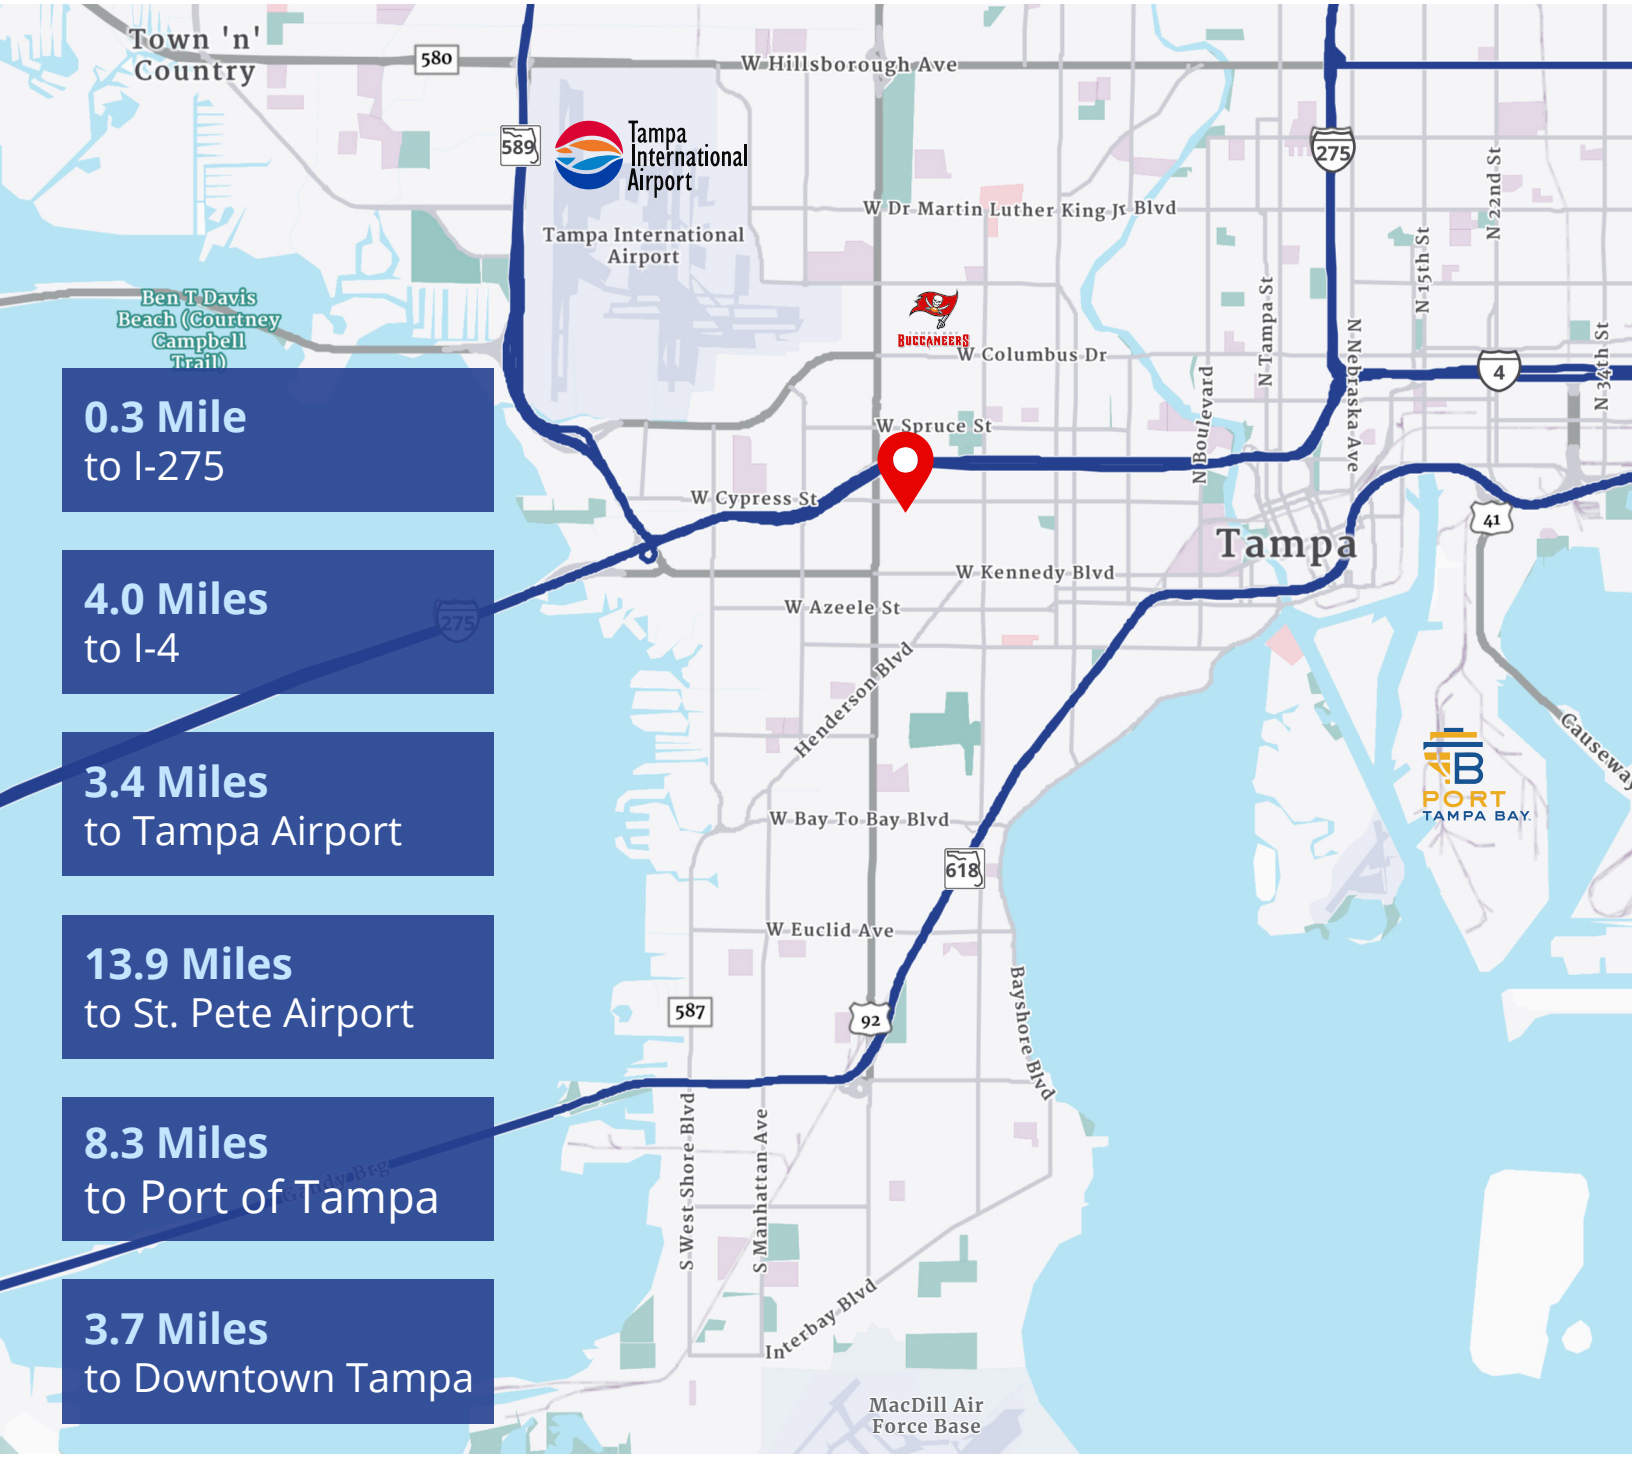 Town 'n'
Country
580
W Hillsborough Ave
589
Tampa
International
Airport
275
N 22nd St
W Dr Martin Luther King Jr Blvd
Tampa International
Airport
N 15th St
N Tampa St
Ben T Davis
Beach (Courtney
Campbell
Trail)
TAMPA BAY
BUCCANEERS
W Columbus Dr
N Nebraska Ave
4
N 34th St
N Boulevard
0.3 Mile
to I-275
W Spruce St
W Cypress St
41
Tampa
W Kennedy Blvd
4.0 Miles
to I-4
275
W Azeele St
Henderson Blvd
3.4 Miles
to Tampa Airport
Causeway
B
PORT
TAMPA BAY.
W Bay To Bay Blvd
618
13.9 Miles
to St. Pete Airport
W Euclid Ave
587
92
Bayshore Blvd
8.3 Miles
to Port of Tampa
Gandy Brg
S West Shore Blvd
S Manhattan Ave
3.7 Miles
to Downtown Tampa
Interbay Blvd
MacDill Air
Force Base